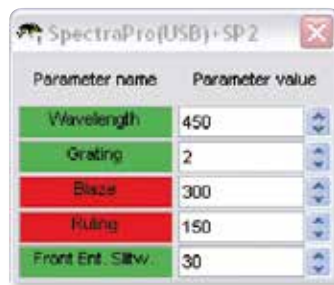 SpectraPro(USB)+SP2
Parameter name Parameter value
Wavelength 450
Grating 2
Blaze 300
Ruling 150
Front Ent. Slitw. 30